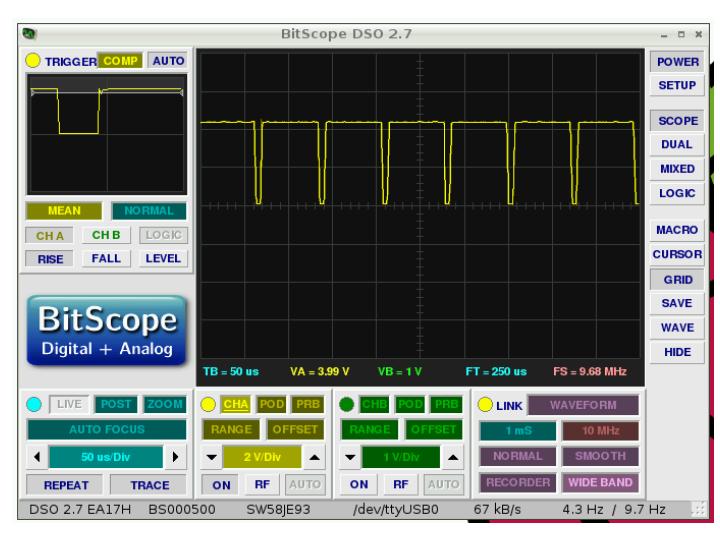 BitScope DSO 2.7
TRIGGER COMP AUTO
MEAN NORMAL
CH A CH B LOGIC
RISE FALL LEVEL
BitScope
Digital + Analog
TB = 50 us VA = 3.99 V VB = 1 V FT = 250 us FS = 9.68 MHz
POWER
SETUP
SCOPE
DUAL
MIXED
LOGIC
MACRO
CURSOR
GRID
SAVE
WAVE
HIDE
LIVE POST ZOOM
AUTO FOCUS
50 us/Div
REPEAT TRACE
CHA POD PRB
RANGE OFFSET
2 V/Div
ON RF AUTO
CHB POD PRB
RANGE OFFSET
1 V/Div
ON RF AUTO
LINK WAVEFORM
1 mS 10 MHz
NORMAL SMOOTH
RECORDER WIDE BAND
DSO 2.7 EA17H BS000500 SW58JE93 /dev/ttyUSB0 67 kB/s 4.3 Hz / 9.7 Hz